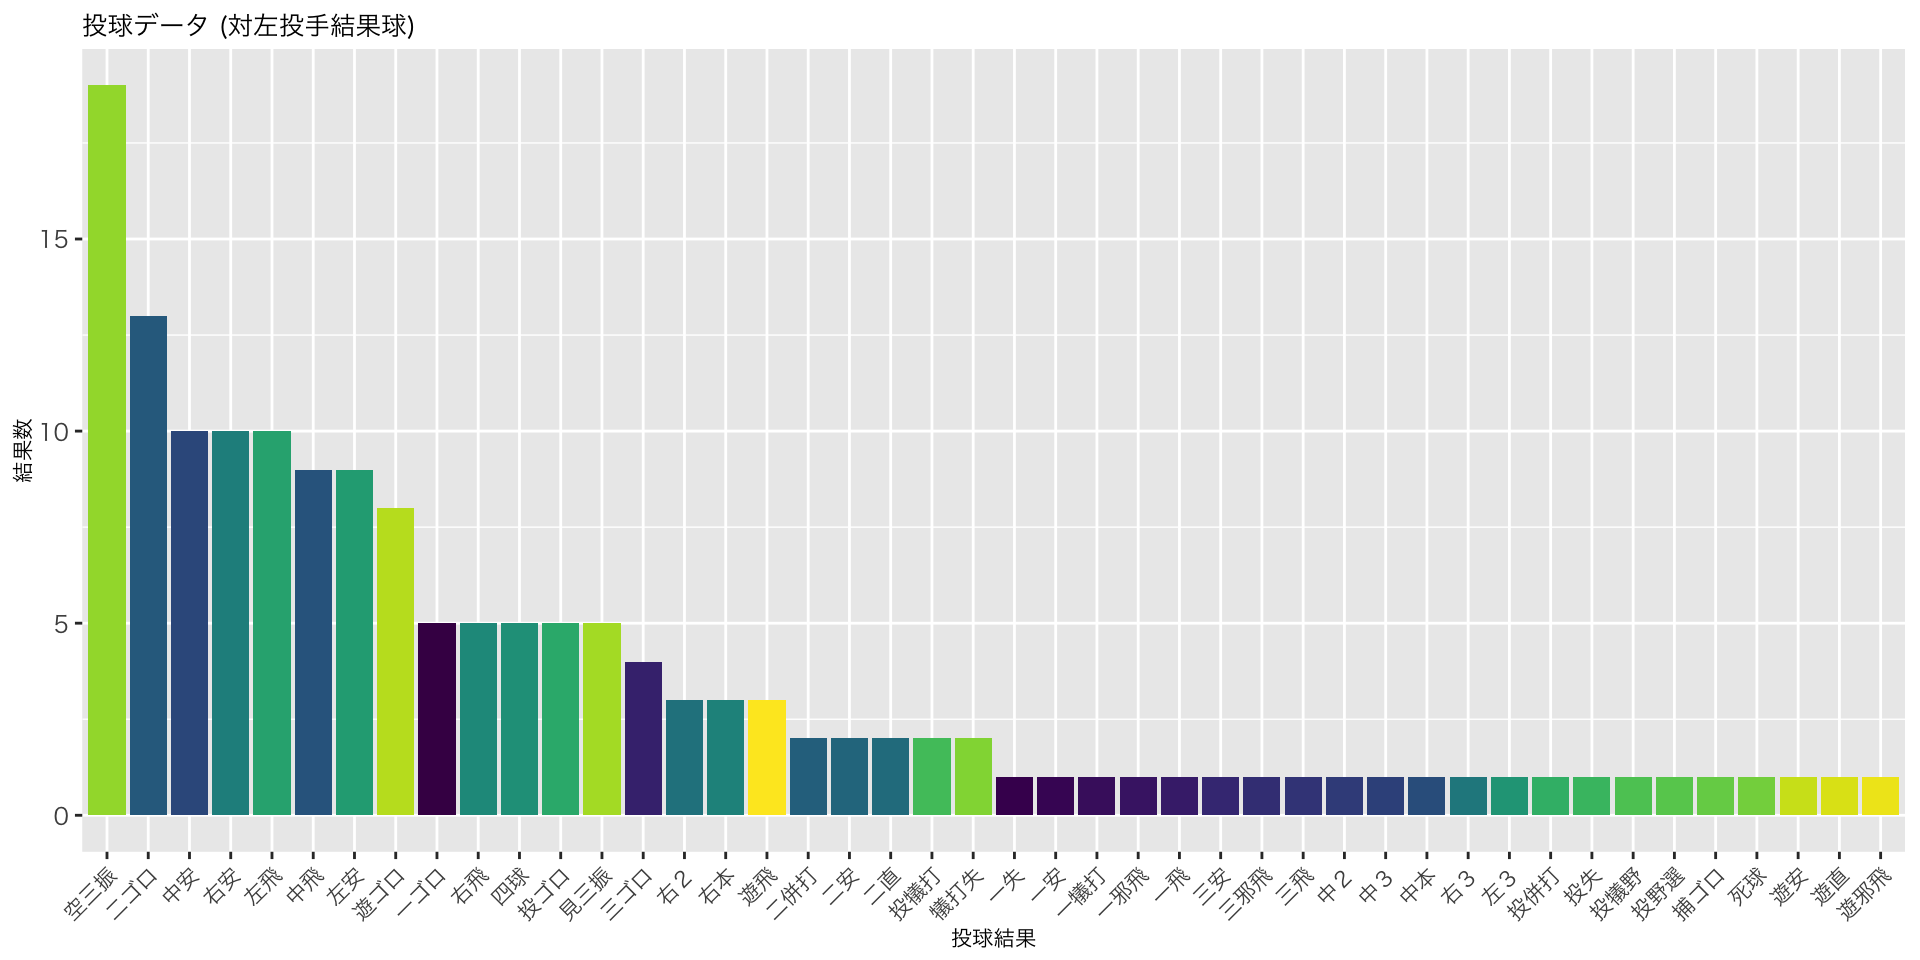 投球データ (対左投手結果球)
結果数
15
10
5
0
空三振
二ゴロ
中安
右安
左飛
中飛
左安
遊ゴロ
一ゴロ
右飛
四球
投ゴロ
見三振
三ゴロ
右２
右本
遊飛
二併打
二安
二直
投犠打
犠打失
一失
一安
一犠打
一邪飛
一飛
三安
三邪飛
三飛
中２
中３
中本
右３
左３
投併打
投失
投犠野
投野選
捕ゴロ
死球
遊安
遊直
遊邪飛
投球結果